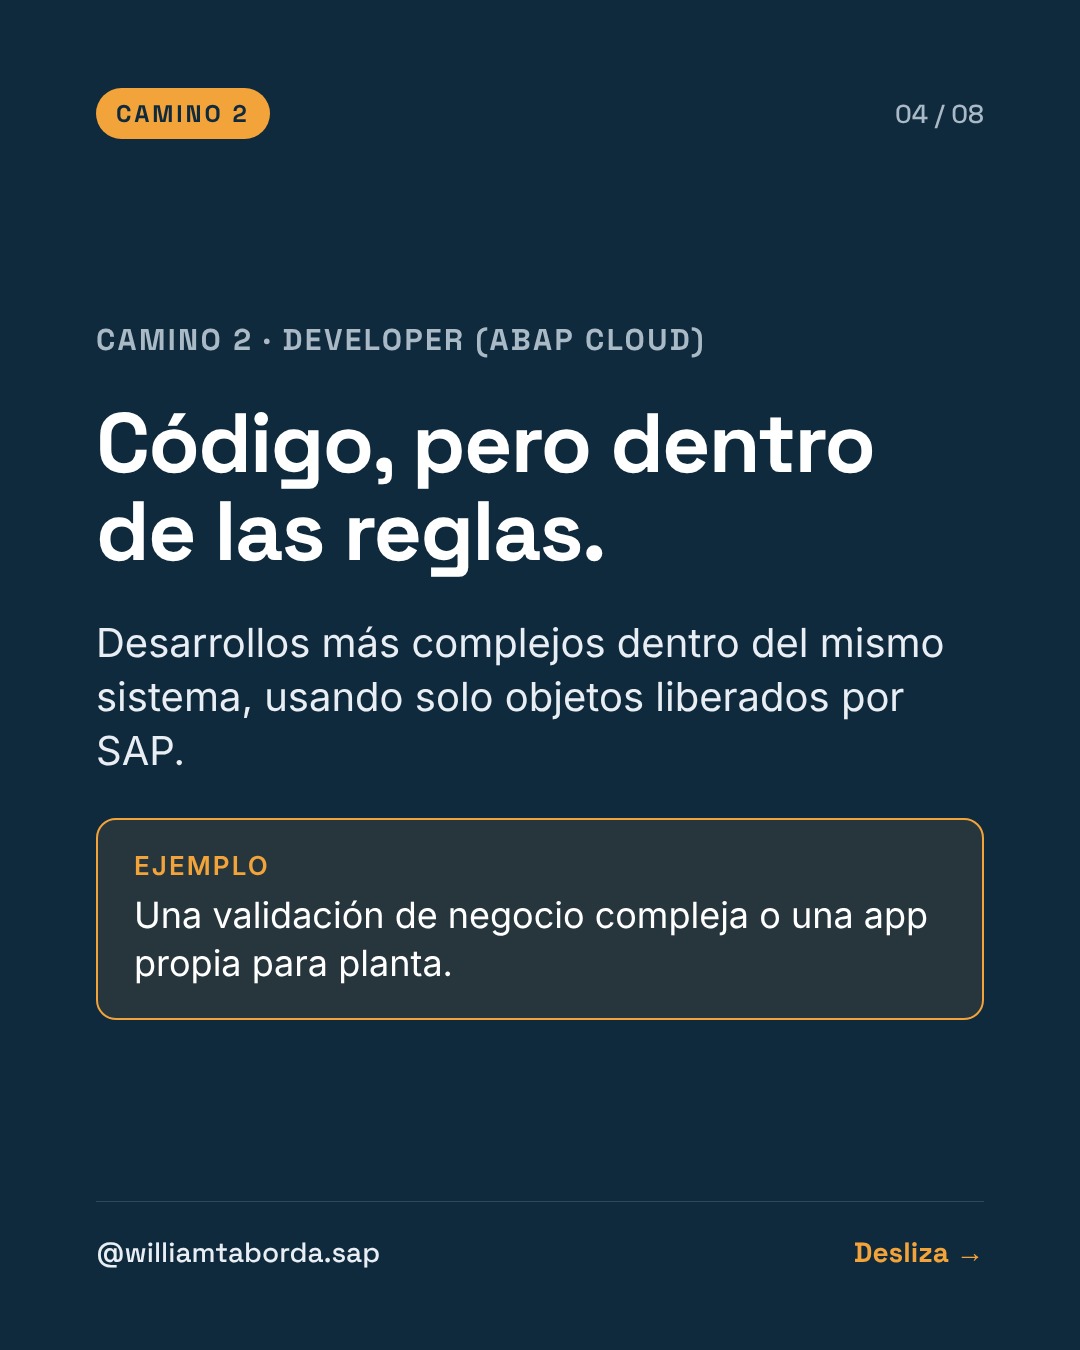 CAMINO 2
04 / 08
CAMINO 2 · DEVELOPER (ABAP CLOUD)
Código, pero dentro
de las reglas.
Desarrollos más complejos dentro del mismo
sistema, usando solo objetos liberados por
SAP.
EJEMPLO
Una validación de negocio compleja o una app
propia para planta.
@williamtaborda.sap
Desliza →